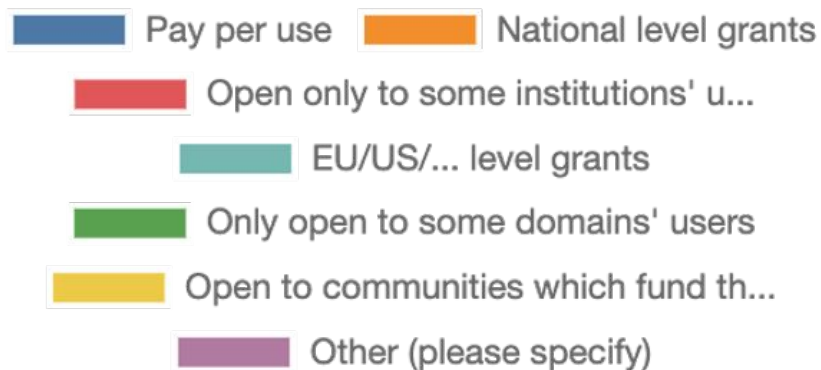 Pay per use National level grants
Open only to some institutions' u...
EU/US/... level grants
Only open to some domains' users
Open to communities which fund th...
Other (please specify)